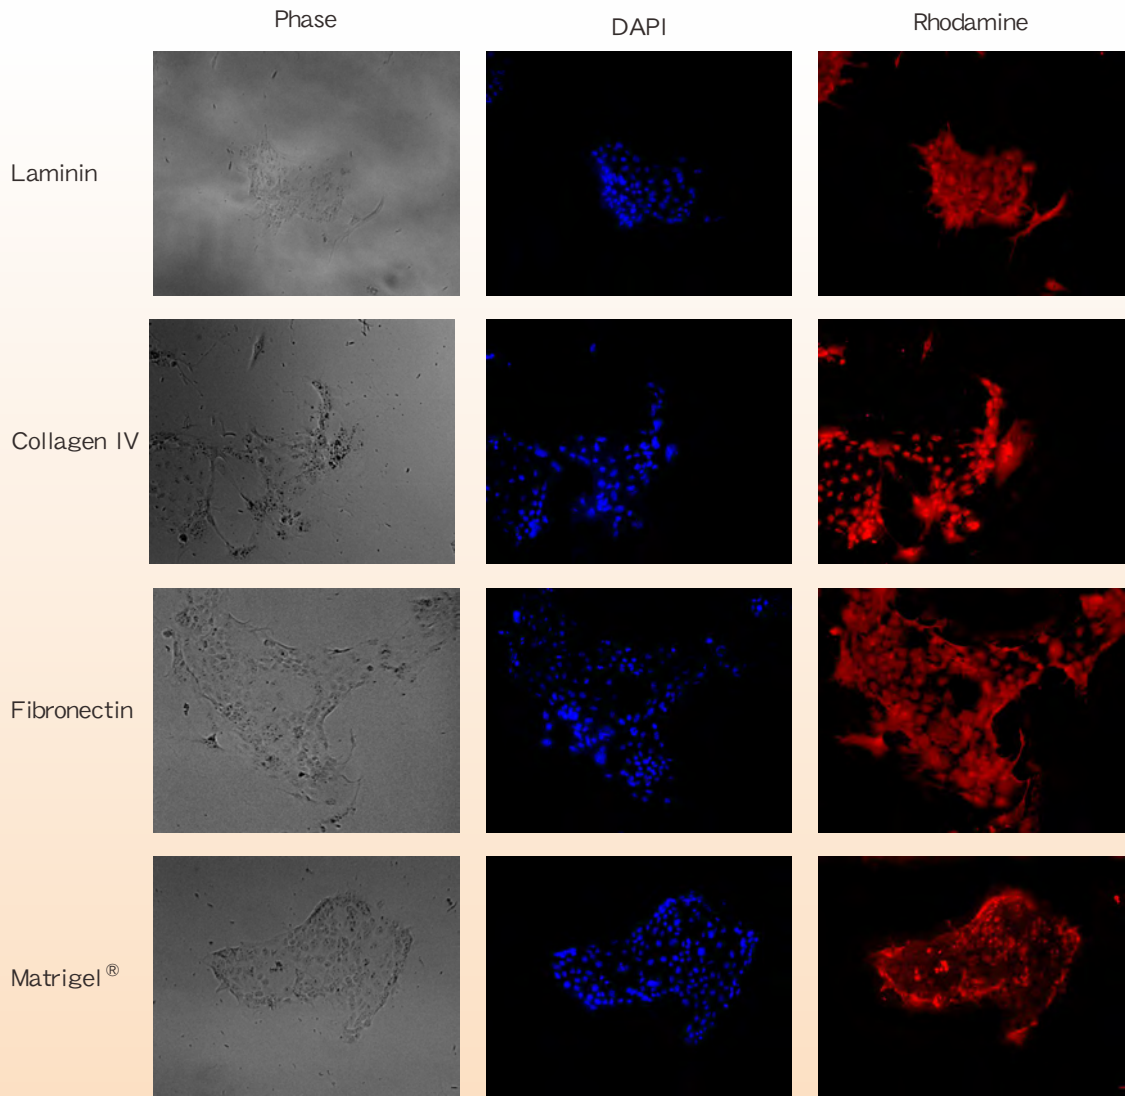 Phase
DAPI
Rhodamine
Laminin
Collagen IV
Fibronectin
Matrigel®